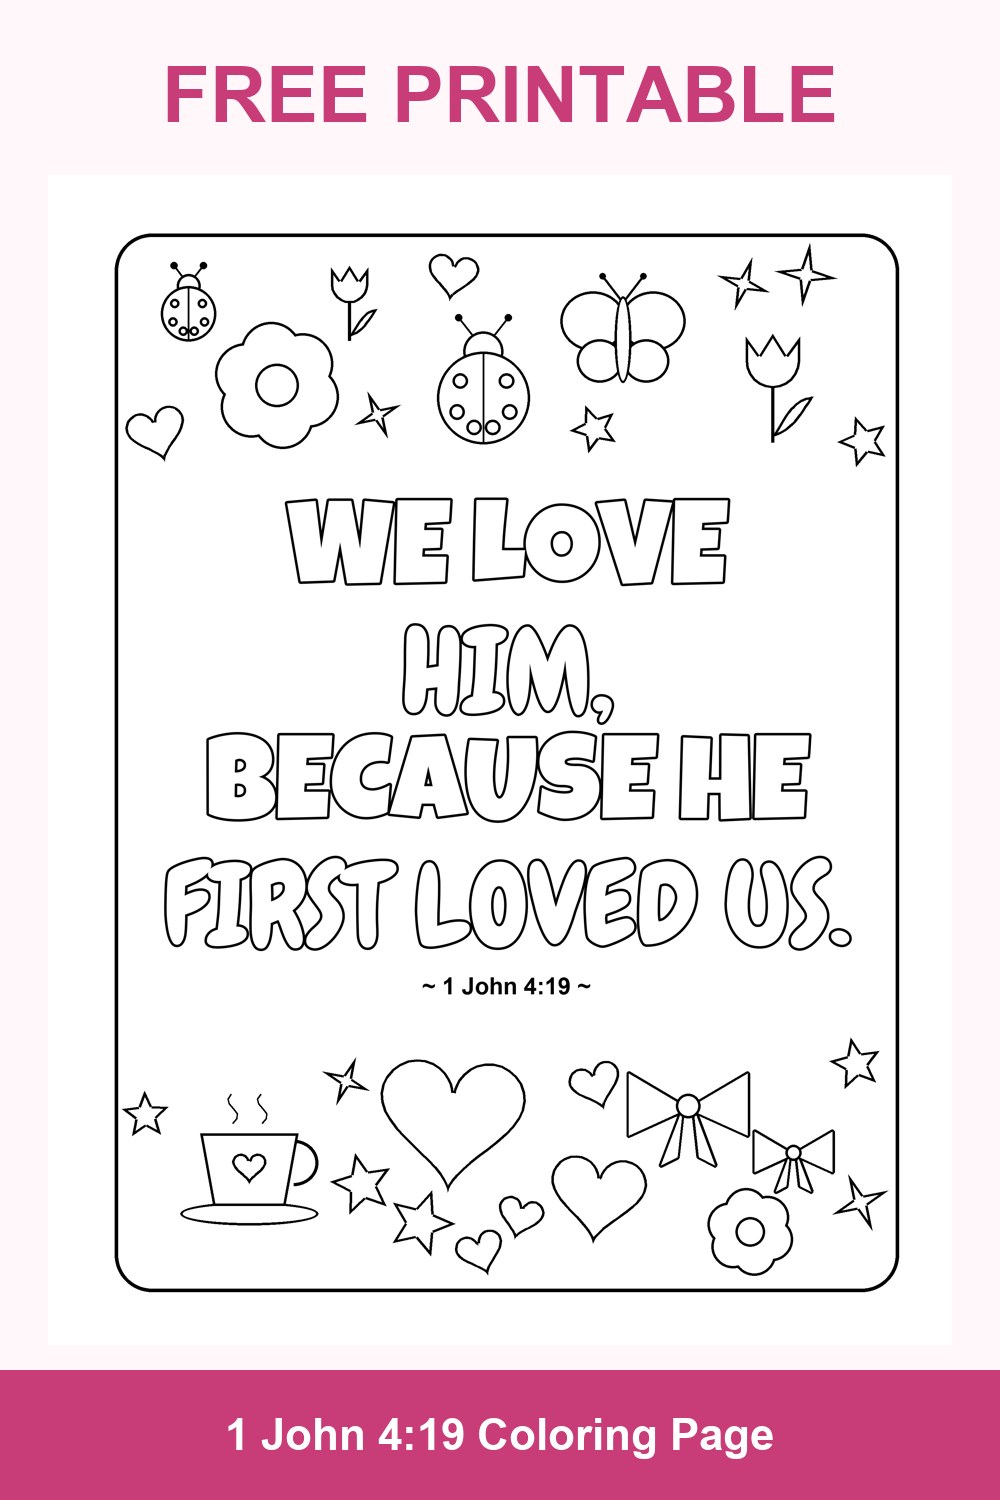 FREE PRINTABLE
WE LOVE
HIM,
BECAUSE HE
FIRST LOVED US.
~ 1 John 4:19 ~
1 John 4:19 Coloring Page